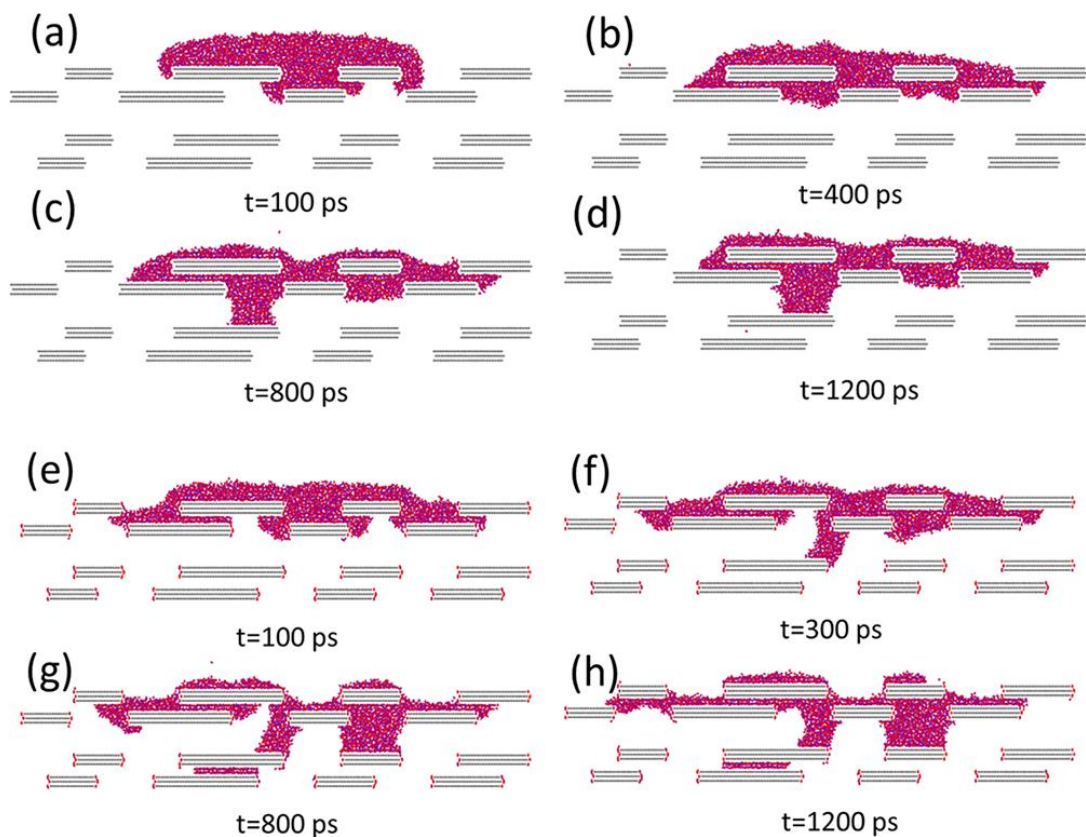 (a)
(b)
t=100 ps
t=400 ps
(c)
(d)
t=800 ps
t=1200 ps
(e)
(f)
t=100 ps
t=300 ps
(g)
(h)
t=800 ps
t=1200 ps